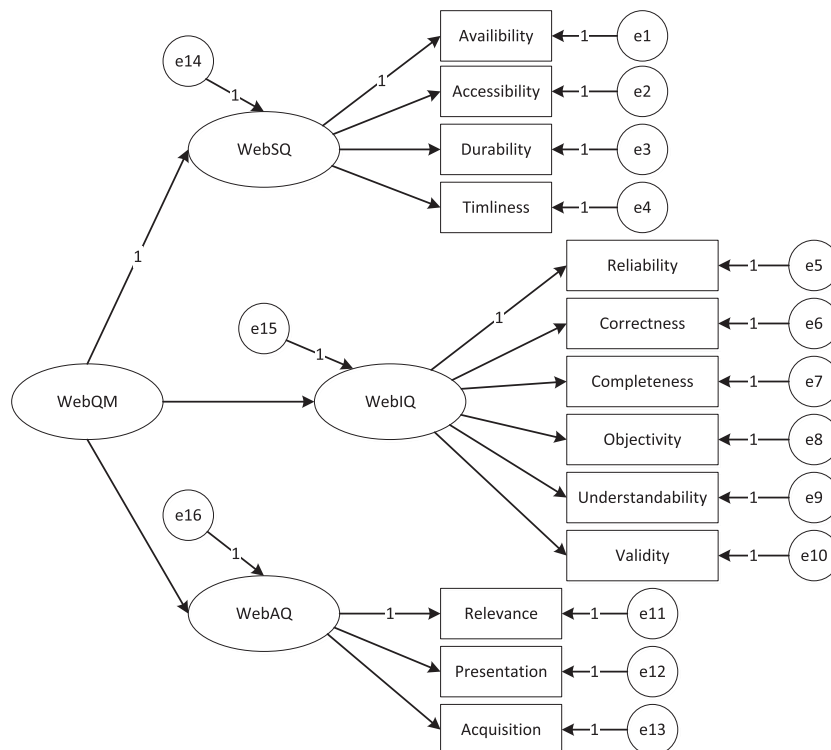 Availibility
1
e1
e14
1
1
Accessibility
1
e2
WebSQ
Durability
1
e3
Timliness
1
e4
1
Reliability
1
e5
e15
1
1
Correctness
1
e6
WebQM
WebIQ
Completeness
1
e7
Objectivity
1
e8
Understandability
1
e9
e16
1
Validity
1
e10
WebAQ
1
Relevance
1
e11
Presentation
1
e12
Acquisition
1
e13